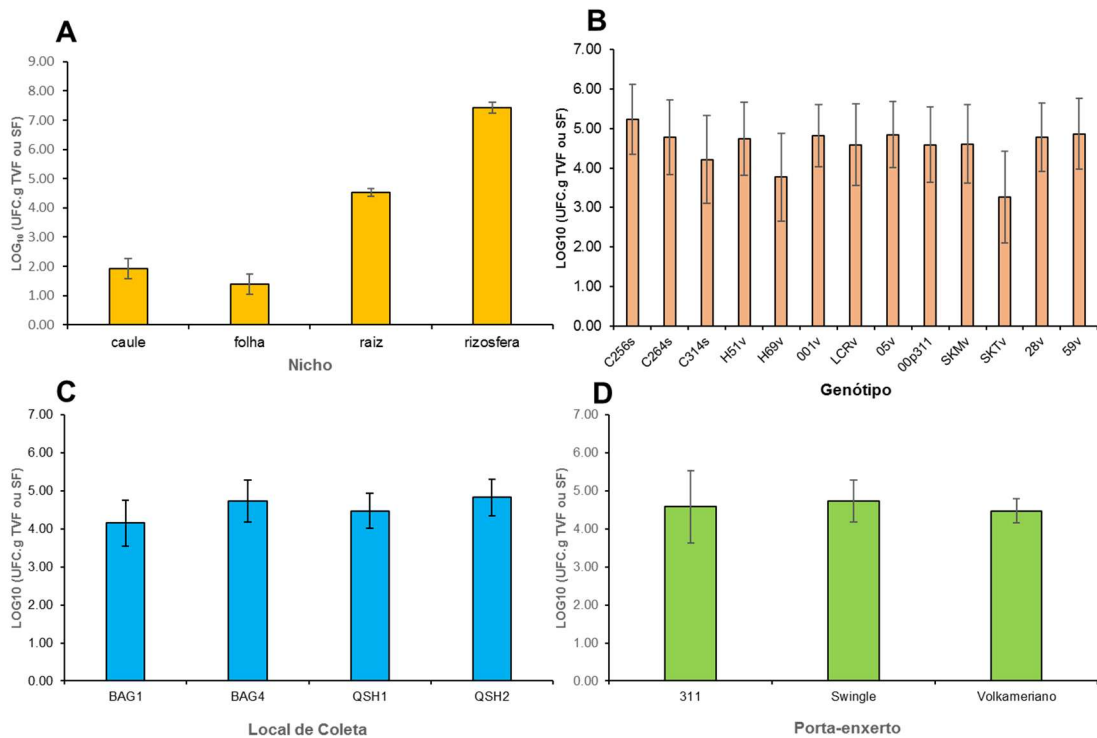 A
LOG10 (UFC.g TVF ou SF)
9.00
8.00
7.00
6.00
5.00
4.00
3.00
2.00
1.00
0.00
caule folha raiz rizosfera
Nicho
B
LOG10 (UFC.g TVF ou SF)
7.00
6.00
5.00
4.00
3.00
2.00
1.00
0.00
C256s C264s C314s H51v H69v 001v LCRv 05v 00p311 SKMv SKTv 28v 59v
Genótipo
C
LOG10 (UFC.g TVF ou SF)
7.00
6.00
5.00
4.00
3.00
2.00
1.00
0.00
BAG1 BAG4 QSH1 QSH2
Local de Coleta
D
LOG10 (UFC.g TVF ou SF)
7.00
6.00
5.00
4.00
3.00
2.00
1.00
0.00
311 Swingle Volkameriano
Porta-enxerto